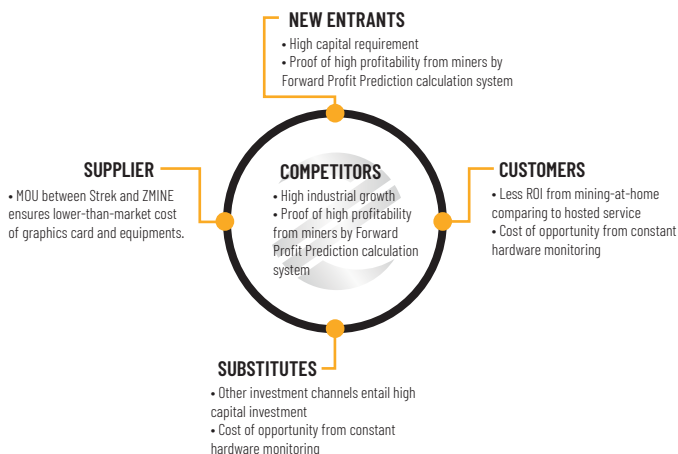 NEW ENTRANTS
• High capital requirement
• Proof of high profitability from miners by
Forward Profit Prediction calculation system
SUPPLIER
• MOU between Strek and ZMINE
ensures lower-than-market cost
of graphics card and equipments.
COMPETITORS
• High industrial growth
• Proof of high profitability
from miners by Forward
Profit Prediction calculation
system
CUSTOMERS
• Less ROI from mining-at-home
comparing to hosted service
• Cost of opportunity from constant
hardware monitoring
SUBSTITUTES
• Other investment channels entail high
capital investment
• Cost of opportunity from constant
hardware monitoring